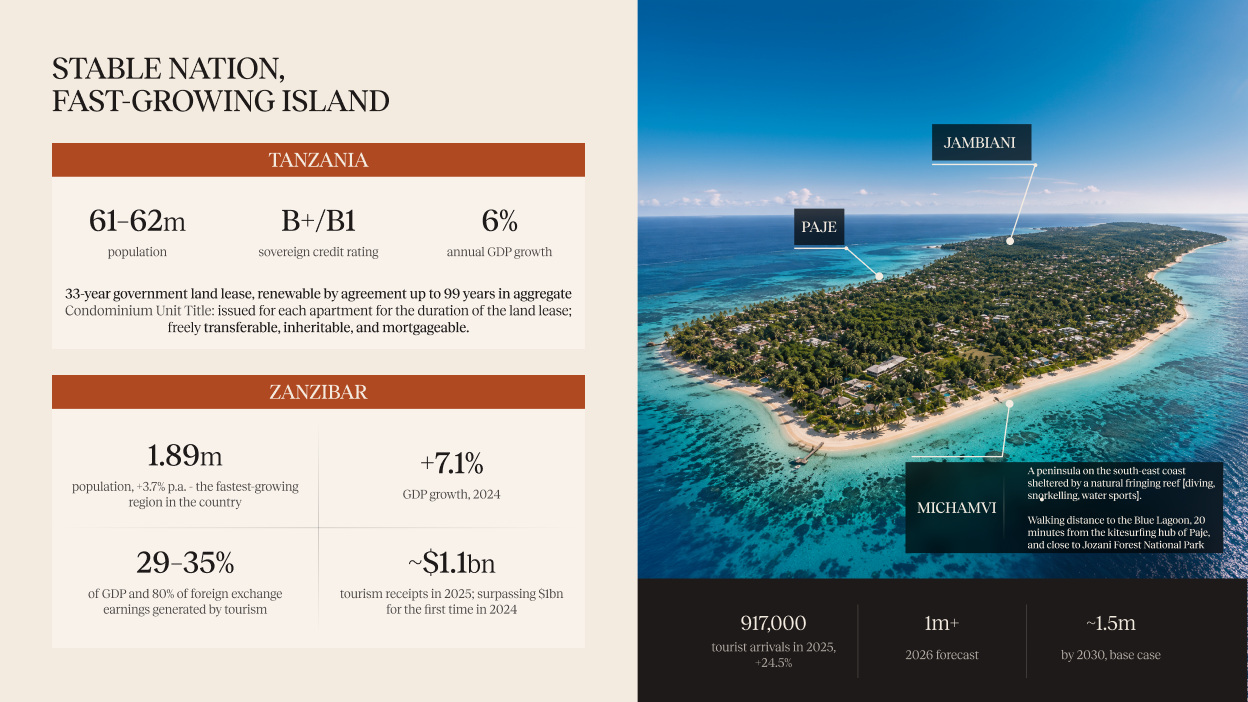 STABLE NATION,
FAST-GROWING ISLAND
TANZANIA
61–62m
population
B+/B1
sovereign credit rating
6%
annual GDP growth
33-year government land lease, renewable by agreement up to 99 years in aggregate
Condominium Unit Title: issued for each apartment for the duration of the land lease;
freely transferable, inheritable, and mortgageable.
ZANZIBAR
1.89m
population, +3.7% p.a. - the fastest-growing
region in the country
+7.1%
GDP growth, 2024
29–35%
of GDP and 80% of foreign exchange
earnings generated by tourism
~$1.1bn
tourism receipts in 2025; surpassing $1bn
for the first time in 2024
JAMBIANI
PAJE
MICHAMVI
A peninsula on the south-east coast
sheltered by a natural fringing reef [diving,
snorkelling, water sports].
Walking distance to the Blue Lagoon, 20
minutes from the kitesurfing hub of Paje,
and close to Jozani Forest National Park
917,000
tourist arrivals in 2025,
+24.5%
1m+
2026 forecast
~1.5m
by 2030, base case